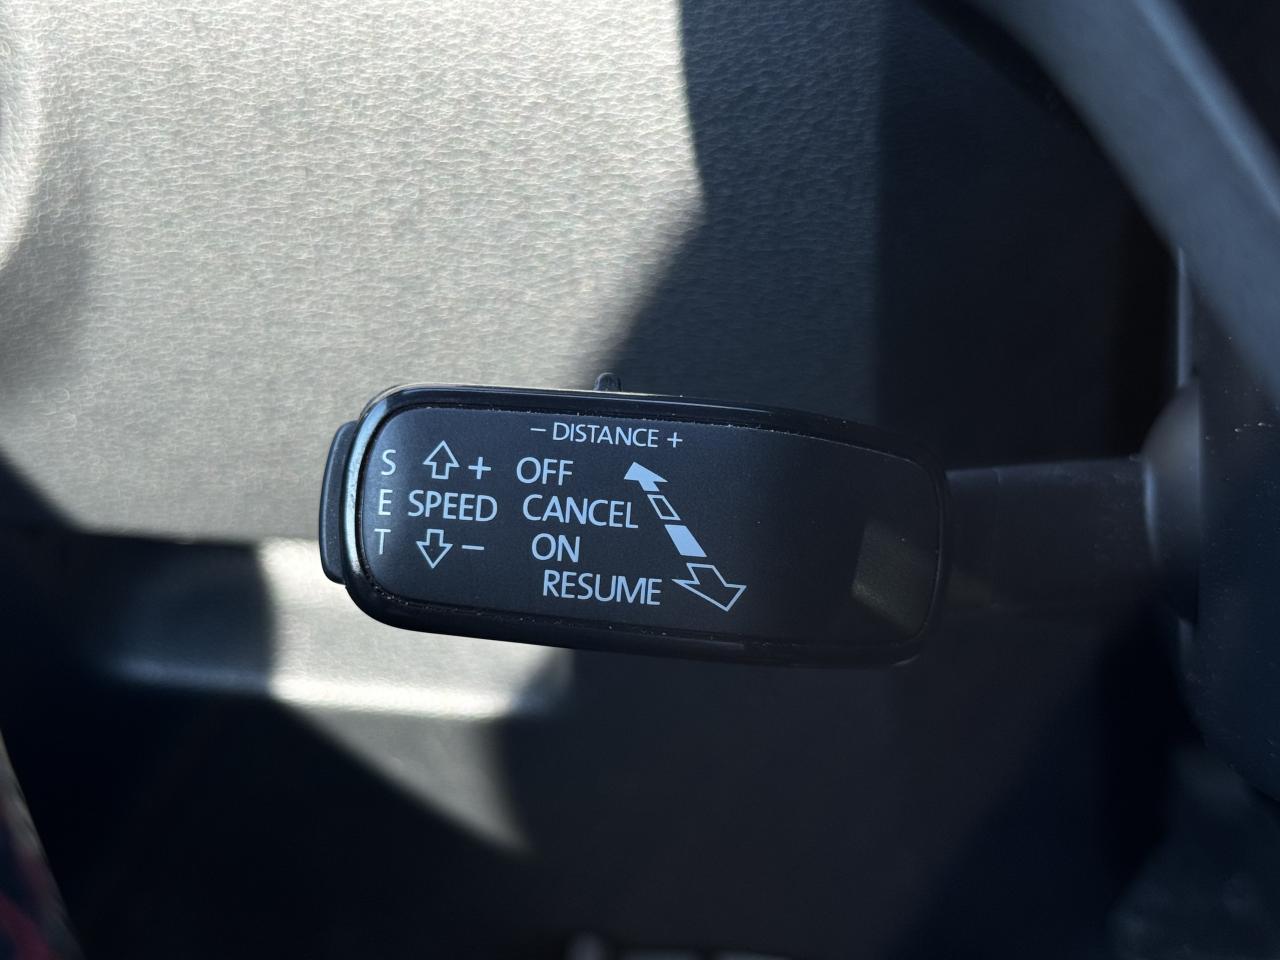 − DISTANCE +
S + OFF
E SPEED CANCEL
T − ON
RESUME